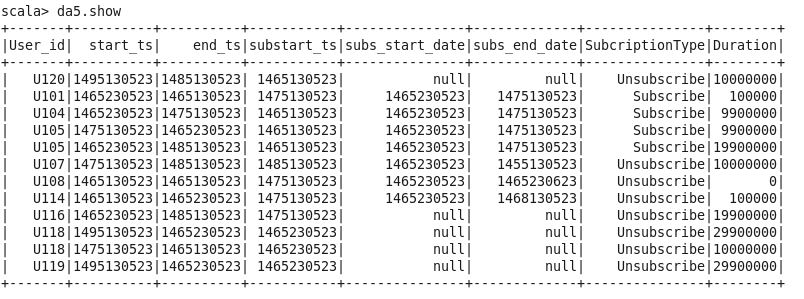 scala> da5.show
+-------+----------+----------+-----------+---------------+-------------+---------------+--------+
|User_id|  start_ts|    end_ts|substart_ts|subs_start_date|subs_end_date|SubcriptionType|Duration|
+-------+----------+----------+-----------+---------------+-------------+---------------+--------+
|   U120|1495130523|1485130523| 1465130523|           null|         null|    Unsubscribe|10000000|
|   U101|1465230523|1465130523| 1475130523|     1465230523|   1475130523|      Subscribe|  100000|
|   U104|1465230523|1475130523| 1465130523|     1465230523|   1475130523|      Subscribe| 9900000|
|   U105|1475130523|1465230523| 1465130523|     1465230523|   1475130523|      Subscribe| 9900000|
|   U105|1465230523|1485130523| 1465130523|     1465230523|   1475130523|      Subscribe|19900000|
|   U107|1475130523|1485130523| 1465130523|     1465230523|   1455130523|    Unsubscribe|10000000|
|   U108|1465130523|1465130523| 1475130523|     1465230523|   1465230623|    Unsubscribe|       0|
|   U114|1465130523|1465230523| 1475130523|     1465230523|   1468130523|    Unsubscribe|  100000|
|   U116|1465230523|1485130523| 1475130523|           null|         null|    Unsubscribe|19900000|
|   U118|1495130523|1465230523| 1465230523|           null|         null|    Unsubscribe|29900000|
|   U118|1475130523|1465130523| 1465230523|           null|         null|    Unsubscribe|10000000|
|   U119|1495130523|1465230523| 1465230523|           null|         null|    Unsubscribe|29900000|
+-------+----------+----------+-----------+---------------+-------------+---------------+--------+